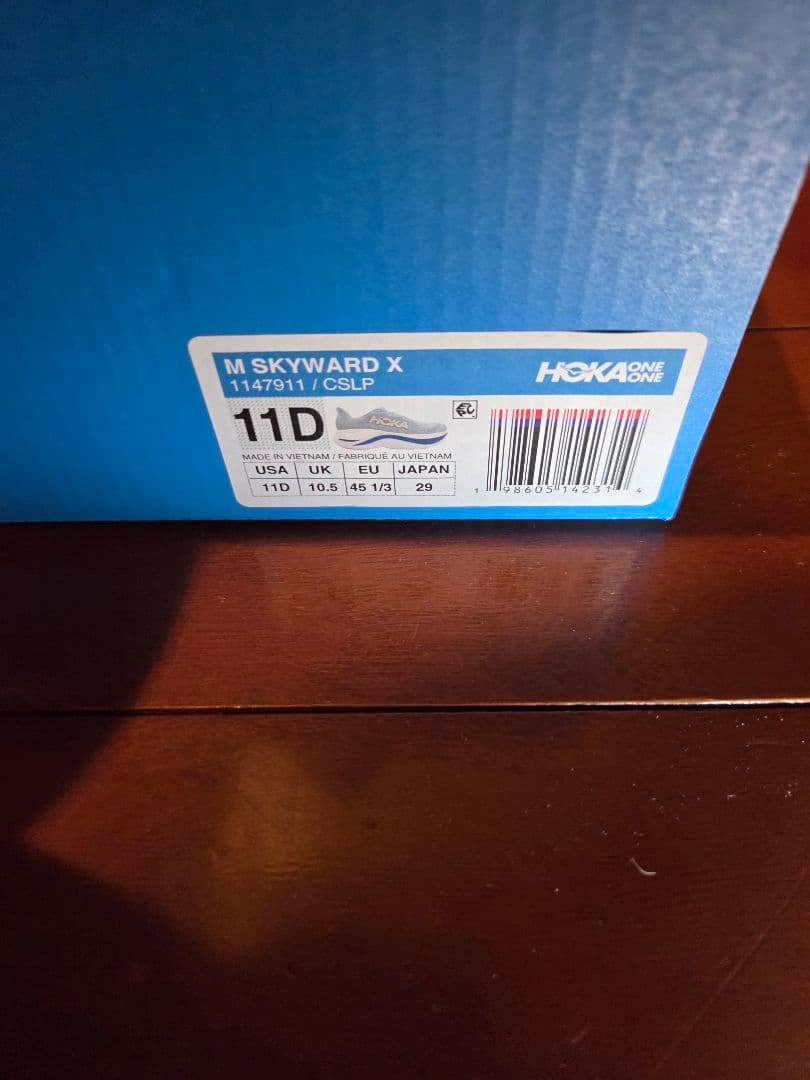 M SKYWARD X
1147911 / CSLP
HOKA ONE ONE
11D
HOKA
MADE IN VIETNAM / FABRIQUÉ AU VIETNAM
USA UK EU JAPAN
11D 10.5 45 1/3 29
1 98605 14231 4